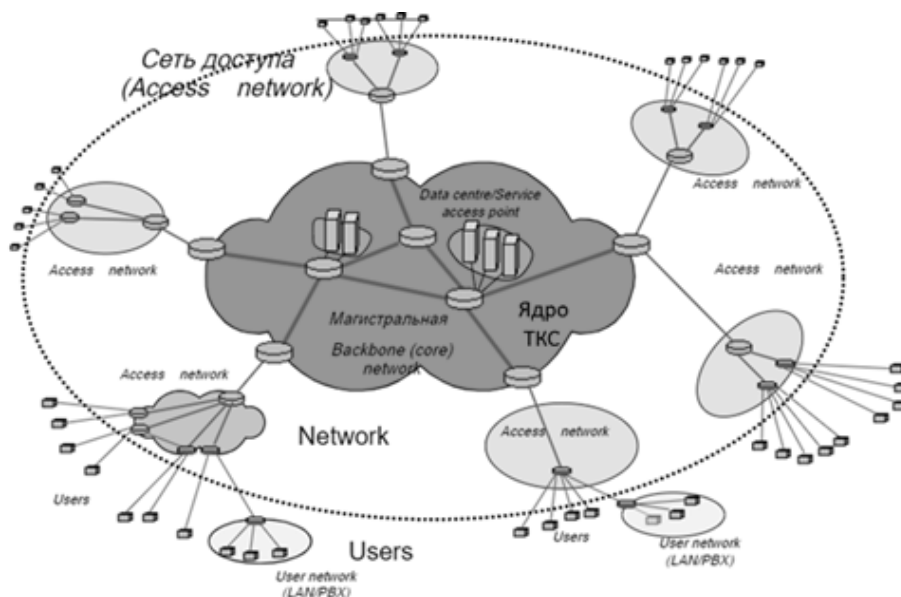 Сеть доступа
(Access network)
Access network
Data centre/Service
access point
Access network
Access network
Магистральная
Ядро
ТКС
Backbone (core)
network
Access network
Network
Access network
Users
Users
Users
User network
(LAN/PBX)
User network
(LAN/PBX)